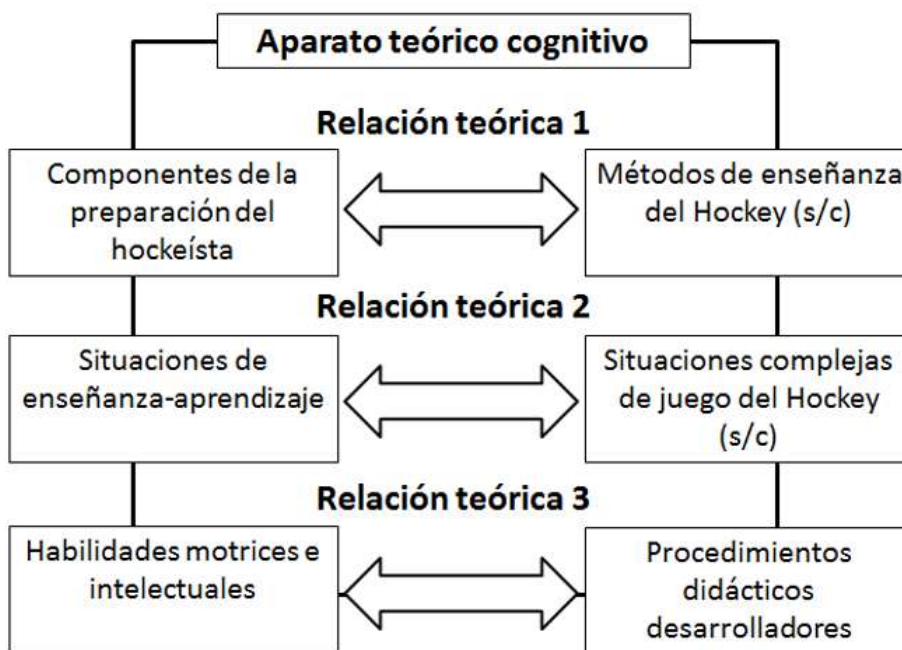 Aparato teórico cognitivo
Relación teórica 1
Componentes de la
preparación del
hockeísta
Métodos de enseñanza
del Hockey (s/c)
Relación teórica 2
Situaciones de
enseñanza-aprendizaje
Situaciones complejas
de juego del Hockey
(s/c)
Relación teórica 3
Habilidades motrices e
intelectuales
Procedimientos
didácticos
desarrolladores